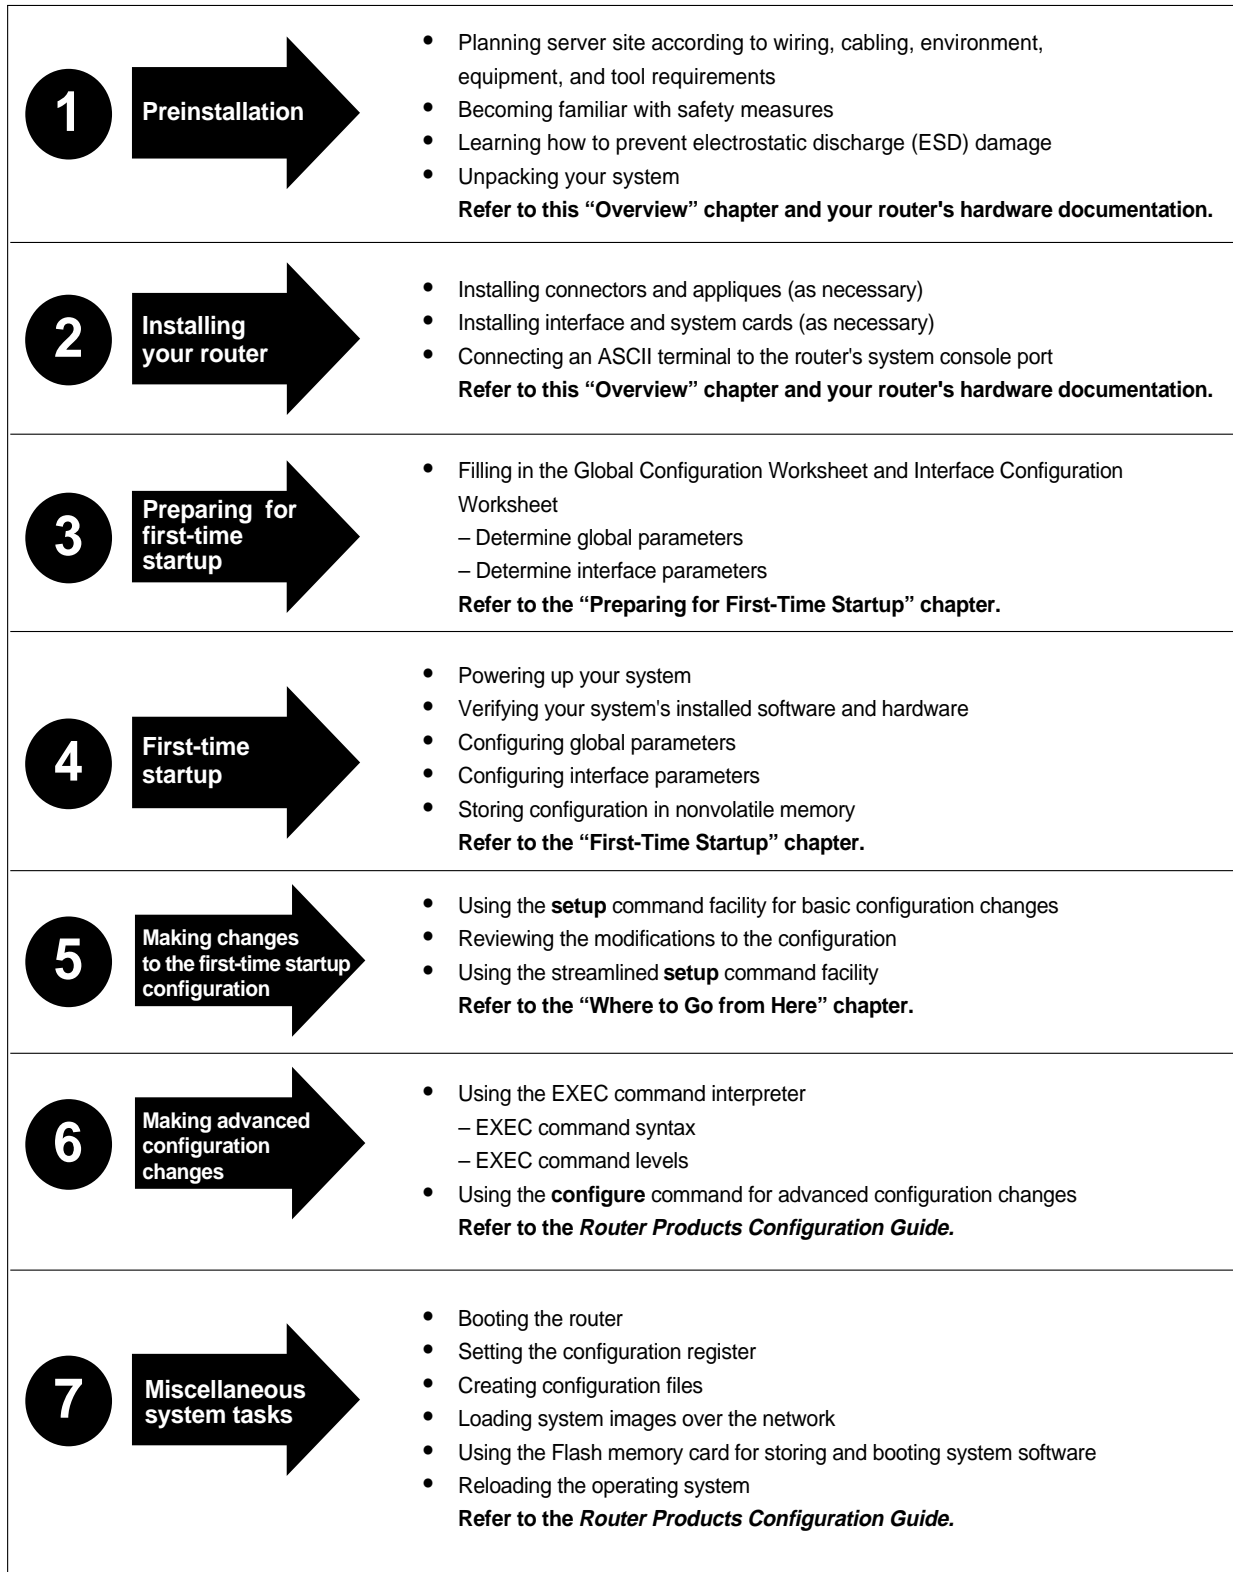 1
Preinstallation
• Planning server site according to wiring, cabling, environment,
equipment, and tool requirements
• Becoming familiar with safety measures
• Learning how to prevent electrostatic discharge (ESD) damage
• Unpacking your system
Refer to this “Overview” chapter and your router's hardware documentation.
2
Installing
your router
• Installing connectors and appliques (as necessary)
• Installing interface and system cards (as necessary)
• Connecting an ASCII terminal to the router's system console port
Refer to this “Overview” chapter and your router's hardware documentation.
3
Preparing for
first-time
startup
• Filling in the Global Configuration Worksheet and Interface Configuration
Worksheet
– Determine global parameters
– Determine interface parameters
Refer to the “Preparing for First-Time Startup” chapter.
4
First-time
startup
• Powering up your system
• Verifying your system's installed software and hardware
• Configuring global parameters
• Configuring interface parameters
• Storing configuration in nonvolatile memory
Refer to the “First-Time Startup” chapter.
5
Making changes
to the first-time startup
configuration
• Using the setup command facility for basic configuration changes
• Reviewing the modifications to the configuration
• Using the streamlined setup command facility
Refer to the “Where to Go from Here” chapter.
6
Making advanced
configuration
changes
• Using the EXEC command interpreter
– EXEC command syntax
– EXEC command levels
• Using the configure command for advanced configuration changes
Refer to the Router Products Configuration Guide.
7
Miscellaneous
system tasks
• Booting the router
• Setting the configuration register
• Creating configuration files
• Loading system images over the network
• Using the Flash memory card for storing and booting system software
• Reloading the operating system
Refer to the Router Products Configuration Guide.